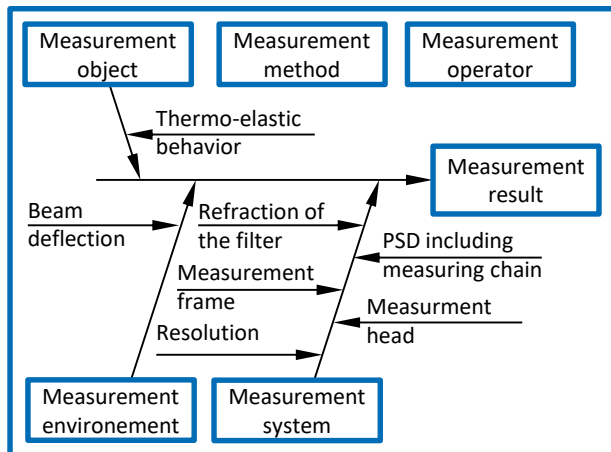 Measurement
object
Measurement
method
Measurement
operator
Thermo-elastic
behavior
Measurement
result
Beam
deflection
Refraction of
the filter
PSD including
measuring chain
Measurement
frame
Measurment
head
Resolution
Measurement
environement
Measurement
system